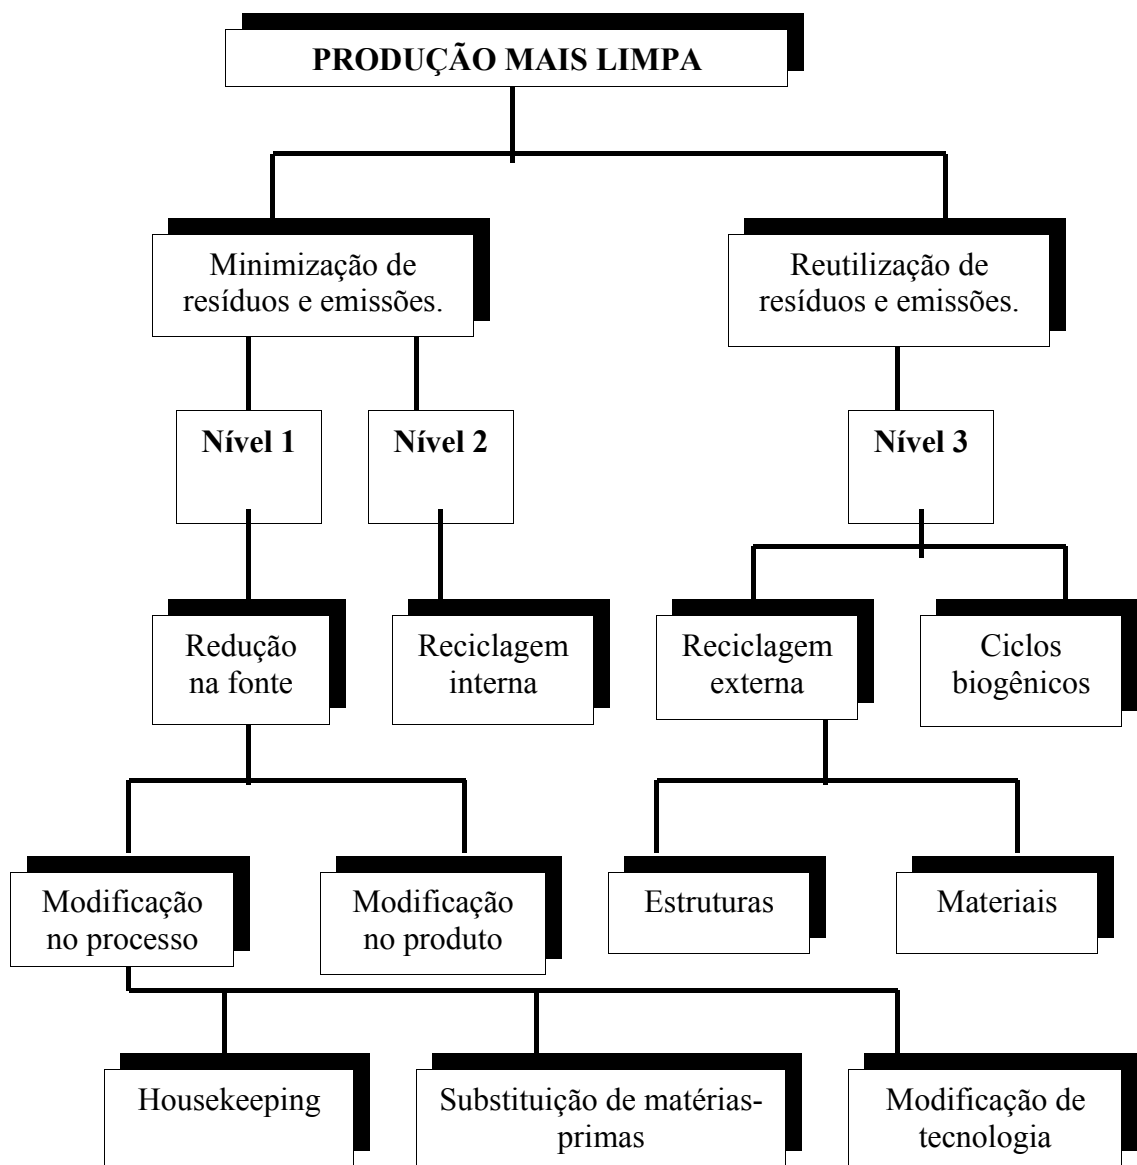 PRODUÇÃO MAIS LIMPA
Minimização de
resíduos e emissões.
Reutilização de
resíduos e emissões.
Nível 1
Nível 2
Nível 3
Redução
na fonte
Reciclagem
interna
Reciclagem
externa
Ciclos
biogênicos
Modificação
no processo
Modificação
no produto
Estruturas
Materiais
Housekeeping
Substituição de matérias-
primas
Modificação de
tecnologia